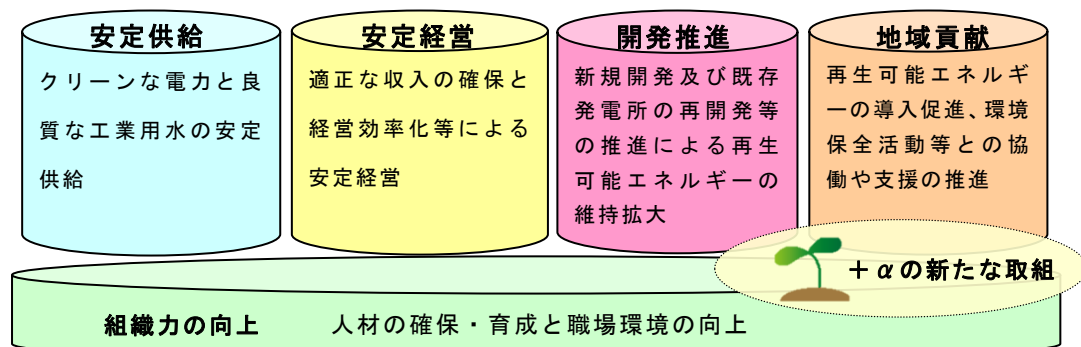 安定供給
クリーンな電力と良
質な工業用水の安定
供給
安定経営
適正な収入の確保と
経営効率化等による
安定経営
開発推進
新規開発及び既存
発電所の再開発等
の推進による再生
可能エネルギーの
維持拡大
地域貢献
再生可能エネルギ
ーの導入促進、環境
保全活動等との協
働や支援の推進
+αの新たな取組
組織力の向上 人材の確保・育成と職場環境の向上